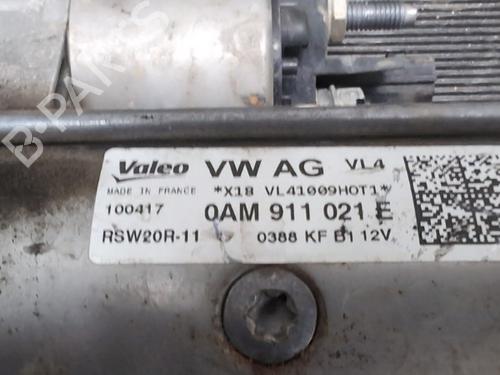 B-PARTS
Valeo VW AG VL4
MADE IN FRANCE *X18 VL41009HOT1*
100417 0AM 911 021 E
RSW20R-11 0388 KF B1 12V